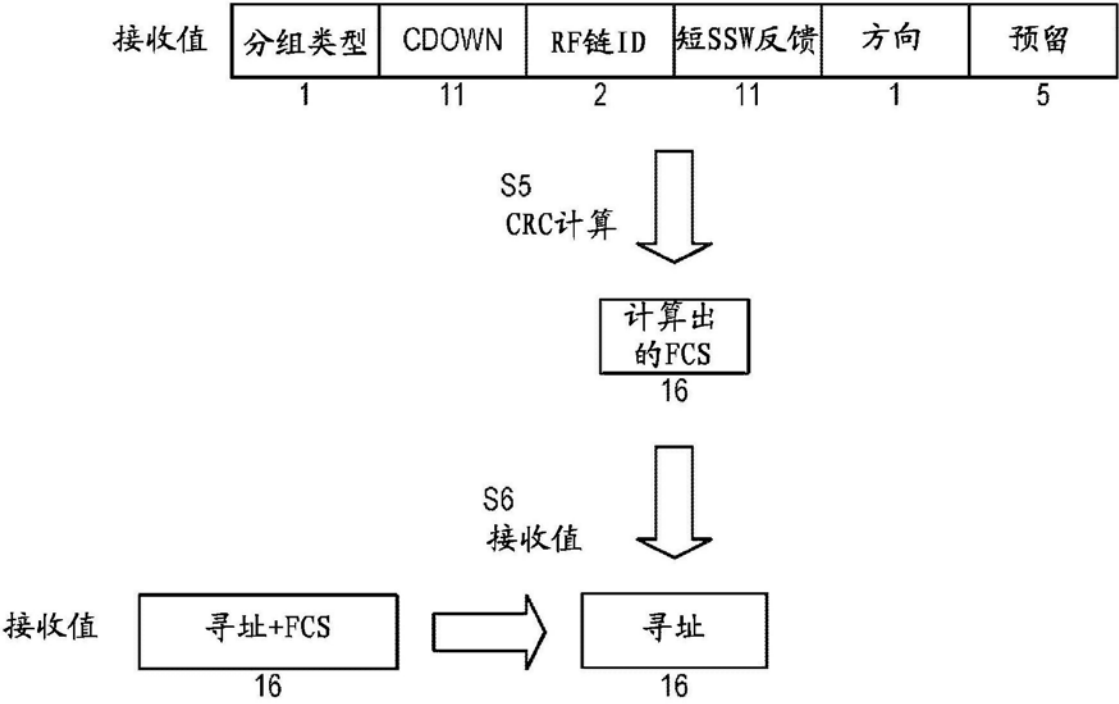 接收值 分组类型 CDOWN RF链ID 短SSW反馈 方向 预留
1 11 2 11 1 5
S5
CRC计算
计算出
的FCS
16
S6
接收值
接收值 寻址+FCS 寻址
16 16